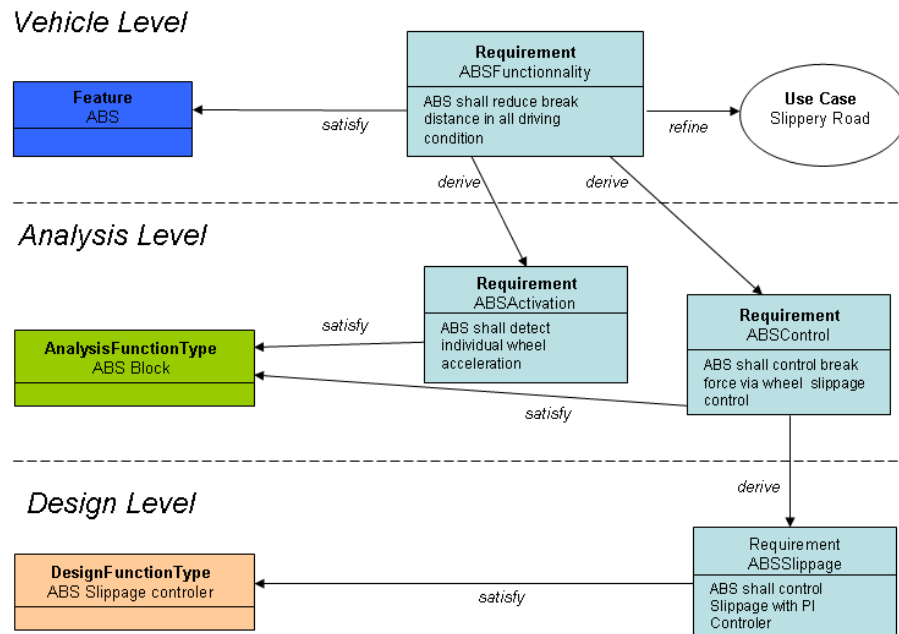 Vehicle Level
Requirement
ABSFunctionnality
ABS shall reduce break
distance in all driving
condition
Feature
ABS
satisfy
refine
Use Case
Slippery Road
derive
derive
Analysis Level
Requirement
ABSActivation
ABS shall detect
individual wheel
acceleration
satisfy
Requirement
ABSControl
ABS shall control break
force via wheel slippage
control
AnalysisFunctionType
ABS Block
satisfy
derive
Design Level
Requirement
ABSSlippage
ABS shall control
Slippage with PI
Controler
DesignFunctionType
ABS Slippage controler
satisfy